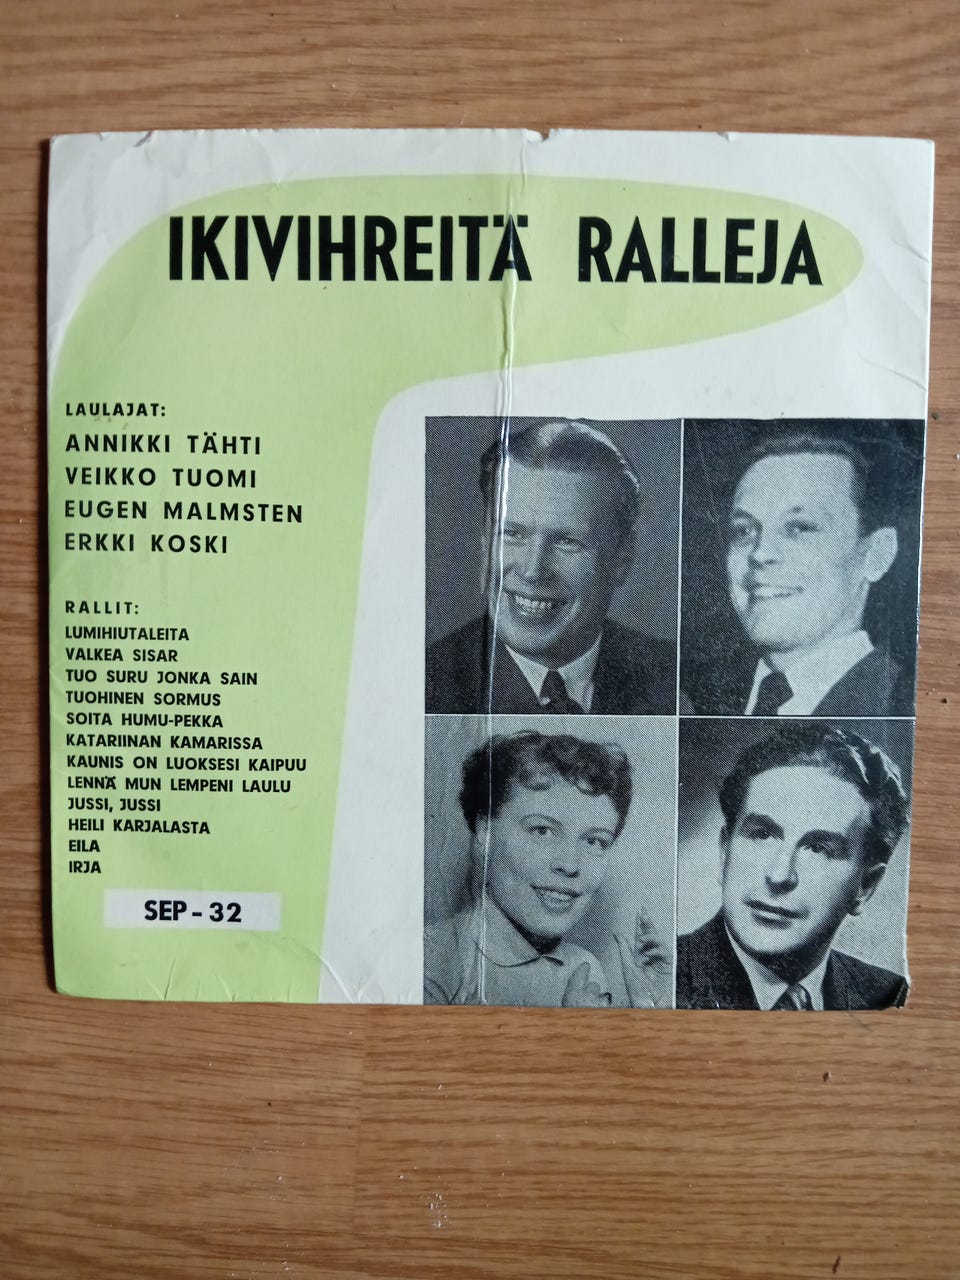 IKIVIHREITÄ RALLEJA
LAULAJAT:
ANNIKKI TÄHTI
VEIKKO TUOMI
EUGEN MALMSTEN
ERKKI KOSKI
RALLIT:
LUMIHIUTALEITA
VALKEA SISAR
TUO SURU JONKA SAIN
TUOHINEN SORMUS
SOITA HUMU-PEKKA
KATARIINAN KAMARISSA
KAUNIS ON LUOKSESI KAIPUU
LENNÄ MUN LEMPENI LAULU
JUSSI, JUSSI
HEILI KARJALASTA
EILA
IRJA
SEP - 32